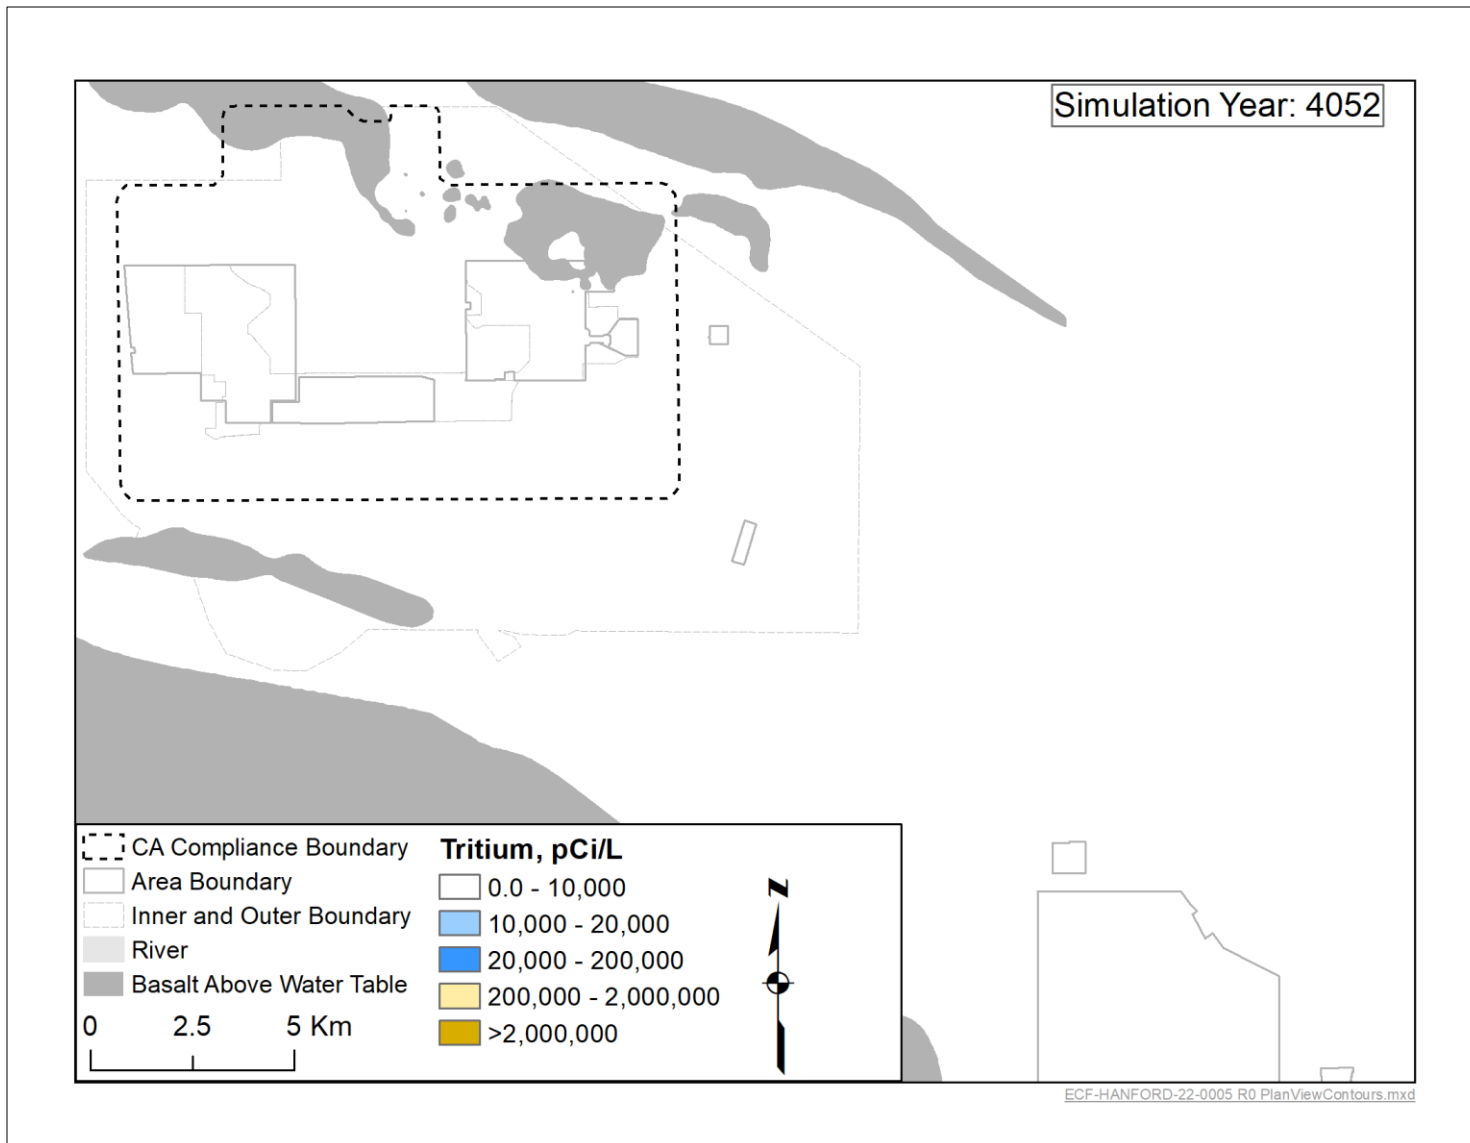 Simulation Year: 4052
CA Compliance Boundary
Area Boundary
Inner and Outer Boundary
River
Basalt Above Water Table
0 2.5 5 Km
Tritium, pCi/L
0.0 - 10,000
10,000 - 20,000
20,000 - 200,000
200,000 - 2,000,000
>2,000,000
N
ECF-HANFORD-22-0005 R0 PlanViewContours.mxd